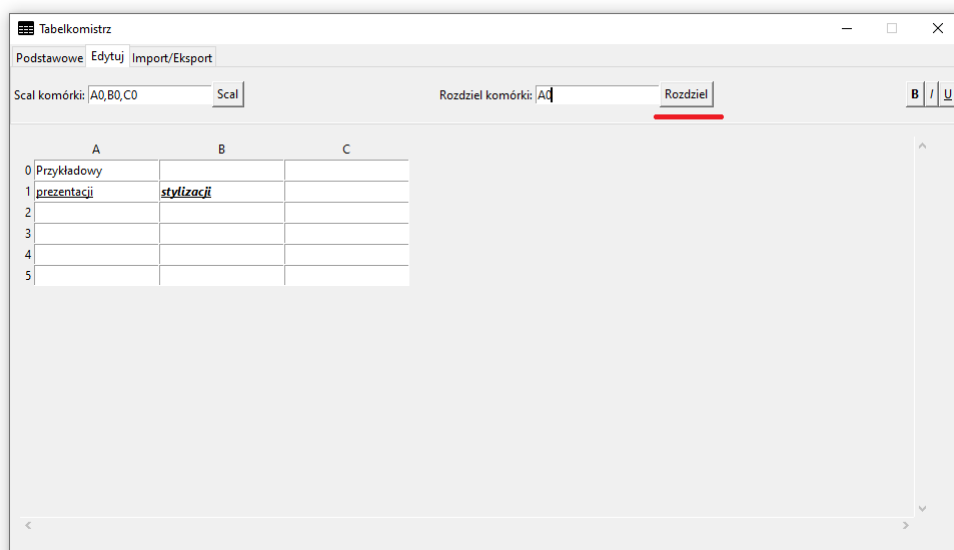 Tabelkomistrz
Podstawowe Edytuj Import/Eksport
Scal komórki: A0,B0,C0 Scal Rozdziel komórki: A0 Rozdziel B I U
A B C
0 Przykładowy
1 prezentacji stylizacji
2
3
4
5